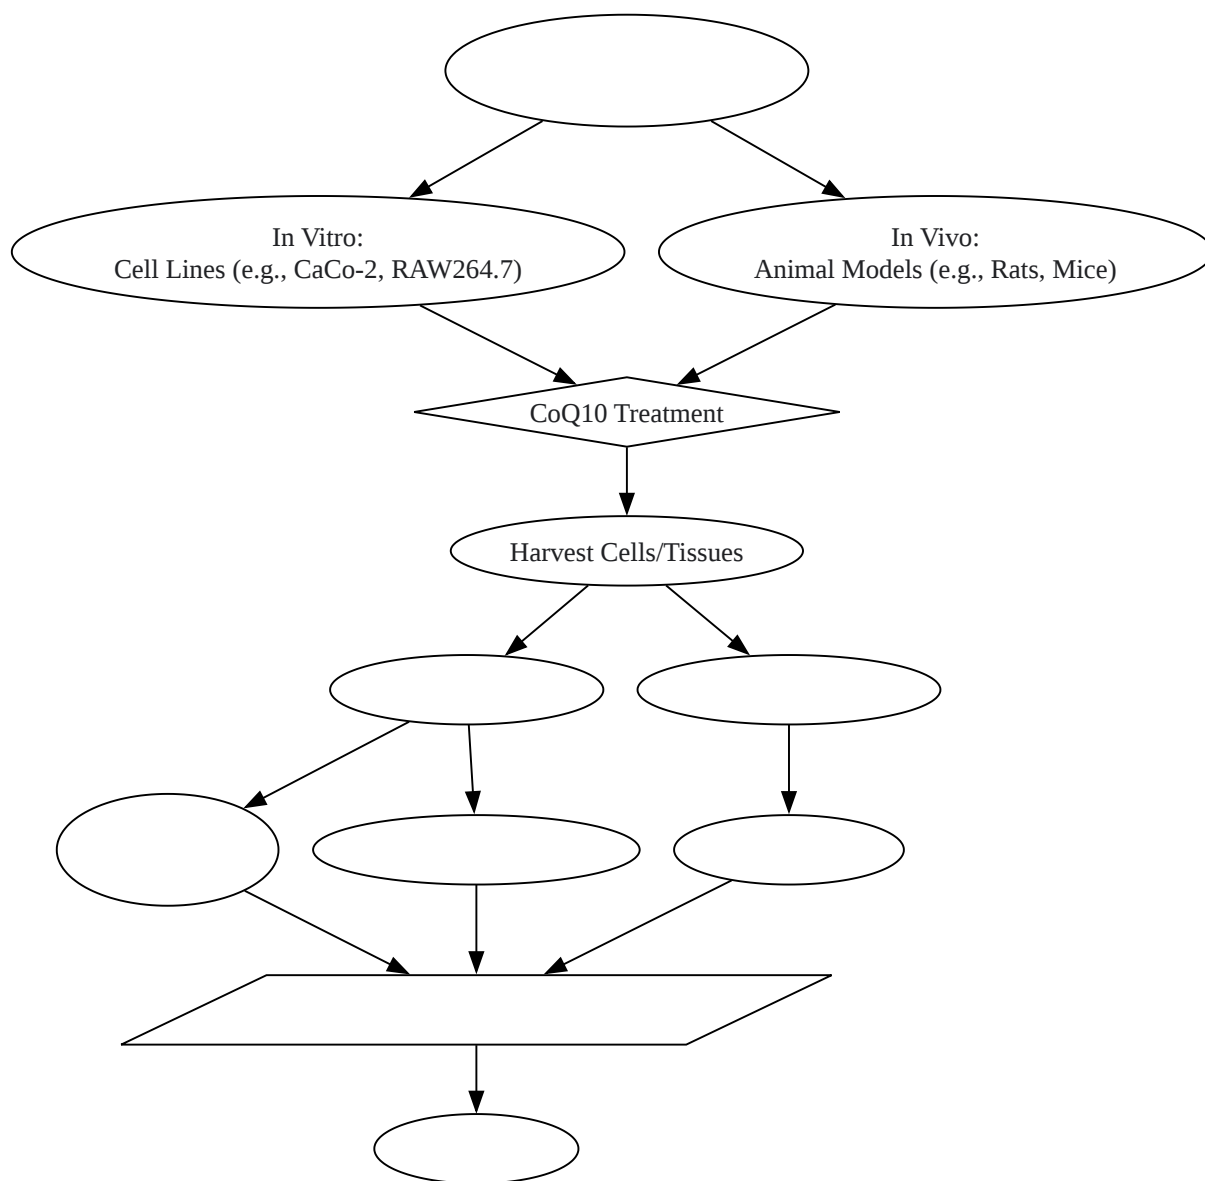 In Vitro:
Cell Lines (e.g., CaCo-2, RAW264.7)
In Vivo:
Animal Models (e.g., Rats, Mice)
CoQ10 Treatment
Harvest Cells/Tissues